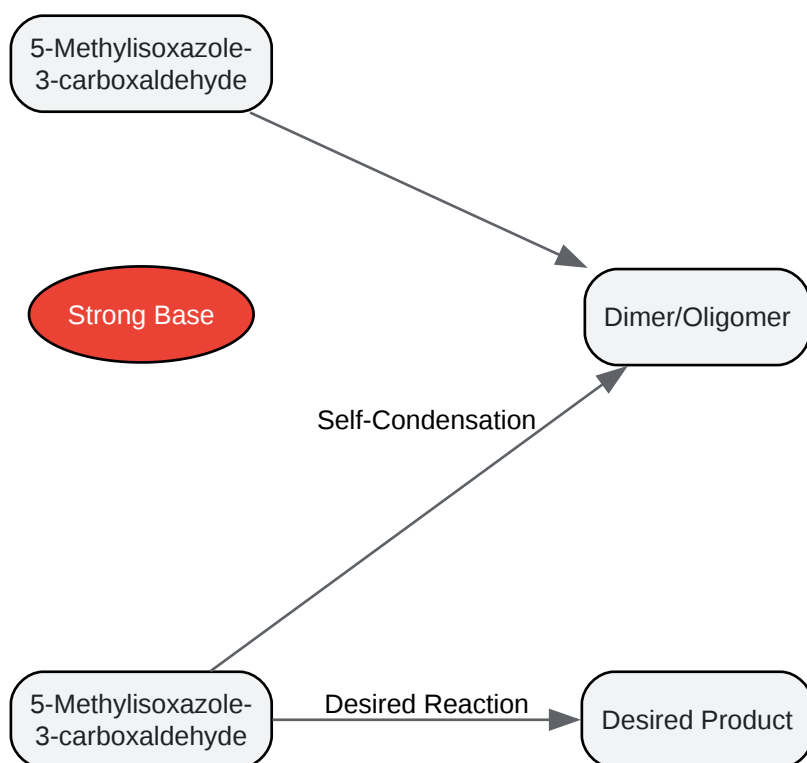 5-Methylisoxazole-
3-carboxaldehyde
Strong Base
Dimer/Oligomer
Self-Condensation
5-Methylisoxazole-
3-carboxaldehyde
Desired Reaction
Desired Product